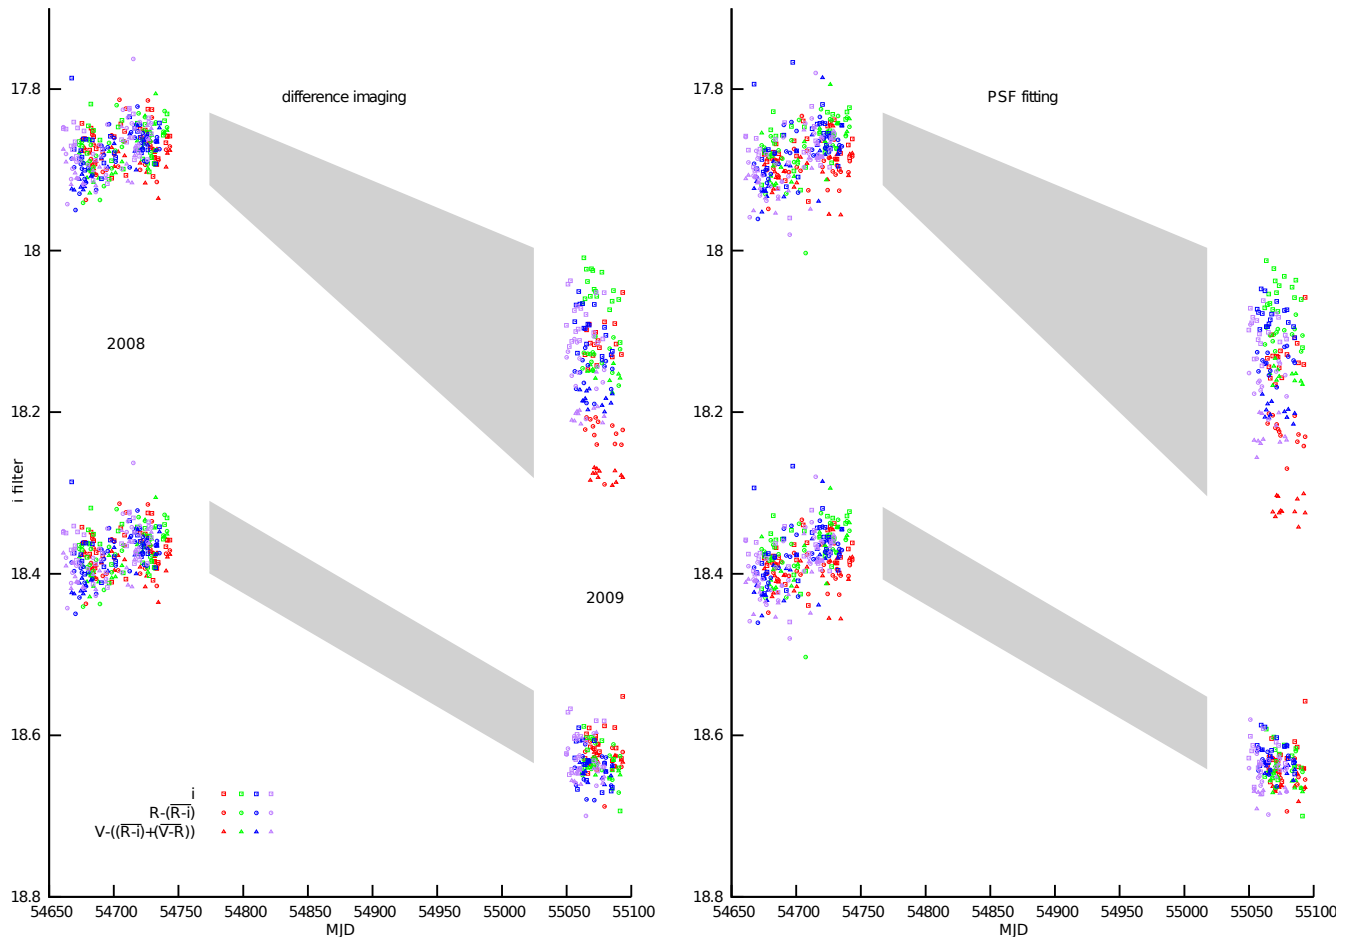 difference imaging
PSF fitting
17.8
18
18.2
18.4
18.6
18.8
i filter
2008
2009
i
R-(R-i)
V-((R-i)+(V-R))
54650 54700 54750 54800 54850 54900 54950 55000 55050 55100
MJD
17.8
18
18.2
18.4
18.6
18.8
54650 54700 54750 54800 54850 54900 54950 55000 55050 5510
MJD